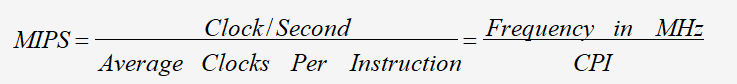 MIPS = Clock/Second / Average Clocks Per Instruction = Frequency in MHz / CPI